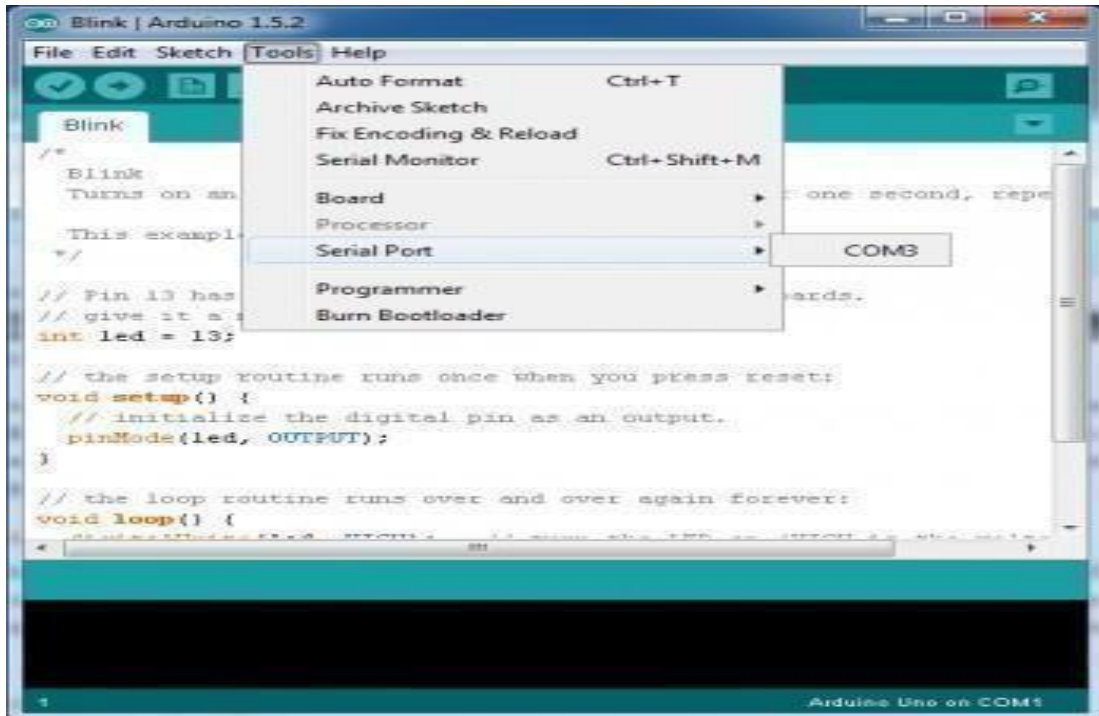 Blink | Arduino 1.5.2
File Edit Sketch Tools Help
Auto Format Ctrl+T
Archive Sketch
Fix Encoding & Reload
Serial Monitor Ctrl+Shift+M
Board
Processor
Serial Port
COM3
Programmer
Burn Bootloader
Blink
/*
Blink
Turns on an one second, repe
This exampl
*/
// Pin 13 has ards.
// give it a
int led = 13;
// the setup routine runs once when you press reset:
void setup() {
// initialize the digital pin as an output.
pinMode(led, OUTPUT);
}
// the loop routine runs over and over again forever:
void loop() {
1 Arduino Uno on COM1